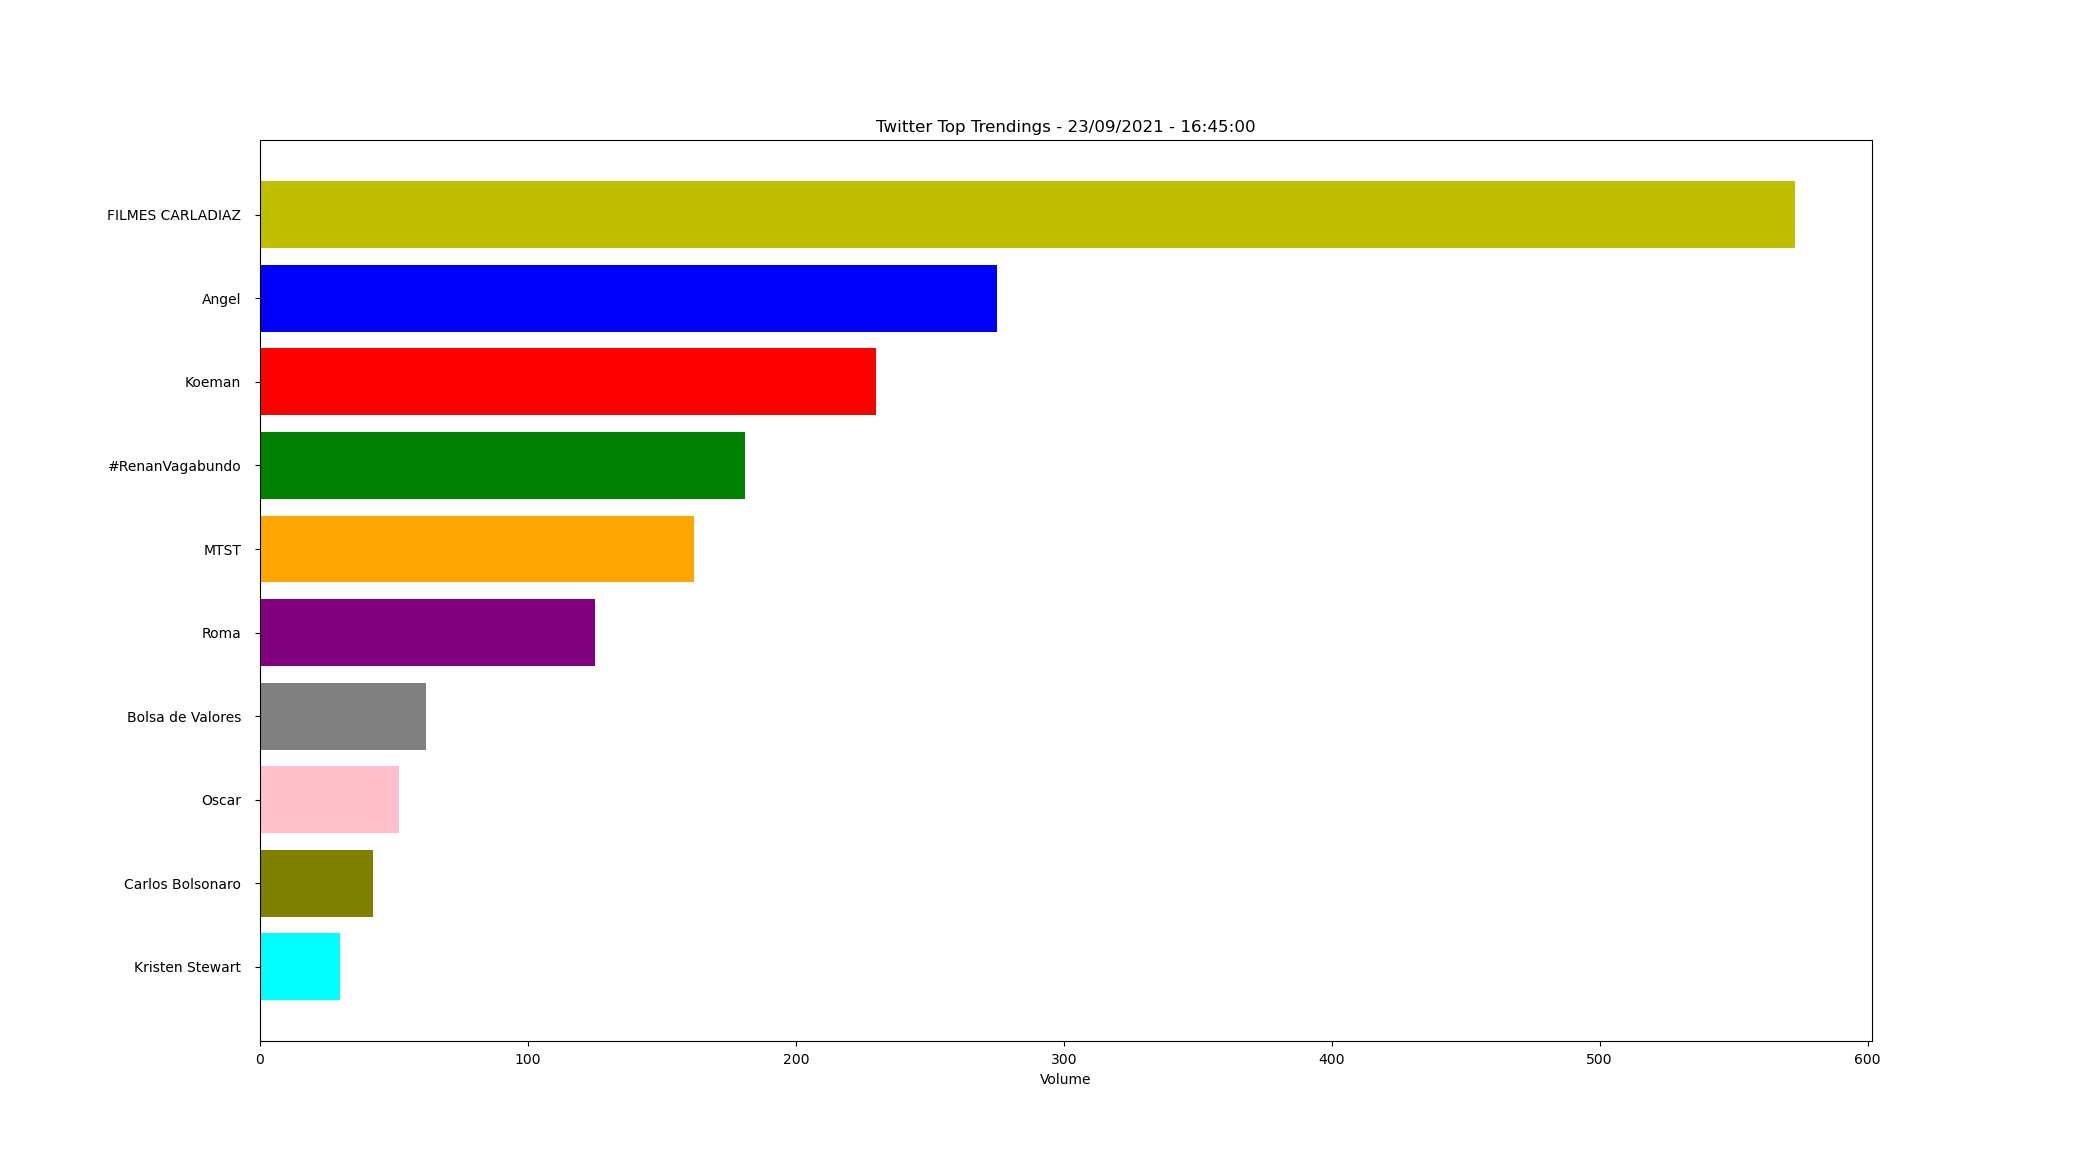 Twitter Top Trendings - 23/09/2021 - 16:45:00
FILMES CARLADIAZ
Angel
Koeman
#RenanVagabundo
MTST
Roma
Bolsa de Valores
Oscar
Carlos Bolsonaro
Kristen Stewart
0 100 200 300 400 500 600
Volume